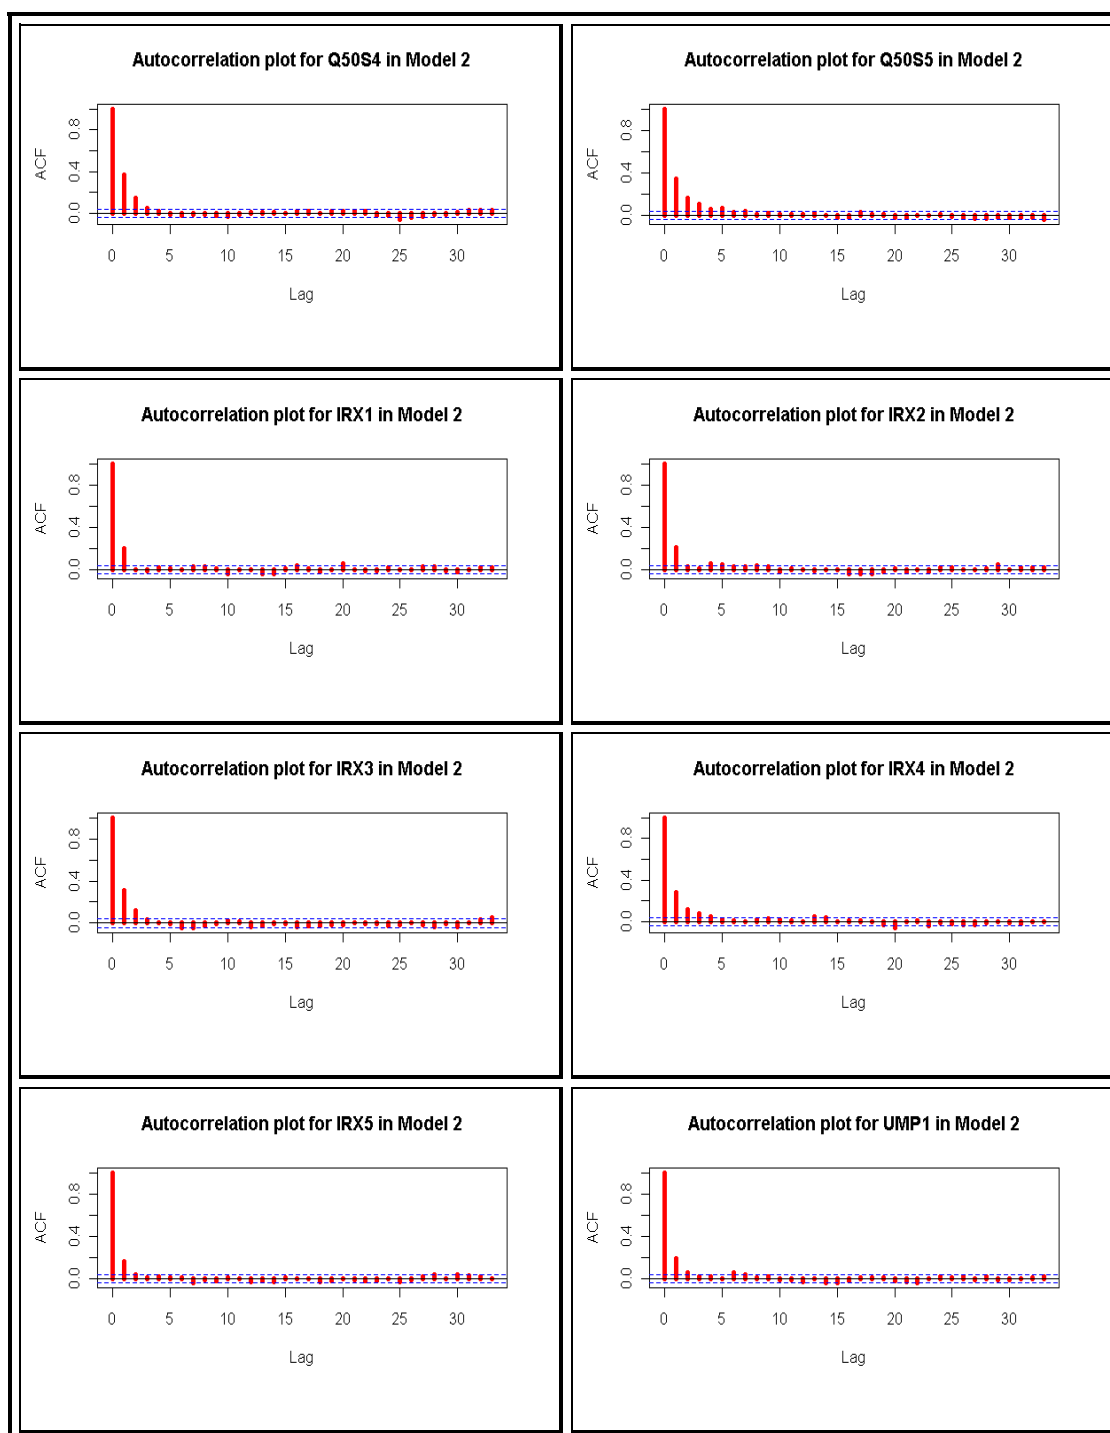 Autocorrelation plot for Q50S4 in Model 2
ACF
0.0 0.4 0.8
0 5 10 15 20 25 30
Lag
Autocorrelation plot for Q50S5 in Model 2
ACF
0.0 0.4 0.8
0 5 10 15 20 25 30
Lag
Autocorrelation plot for IRX1 in Model 2
ACF
0.0 0.4 0.8
0 5 10 15 20 25 30
Lag
Autocorrelation plot for IRX2 in Model 2
ACF
0.0 0.4 0.8
0 5 10 15 20 25 30
Lag
Autocorrelation plot for IRX3 in Model 2
ACF
0.0 0.4 0.8
0 5 10 15 20 25 30
Lag
Autocorrelation plot for IRX4 in Model 2
ACF
0.0 0.4 0.8
0 5 10 15 20 25 30
Lag
Autocorrelation plot for IRX5 in Model 2
ACF
0.0 0.4 0.8
0 5 10 15 20 25 30
Lag
Autocorrelation plot for UMP1 in Model 2
ACF
0.0 0.4 0.8
0 5 10 15 20 25 30
Lag